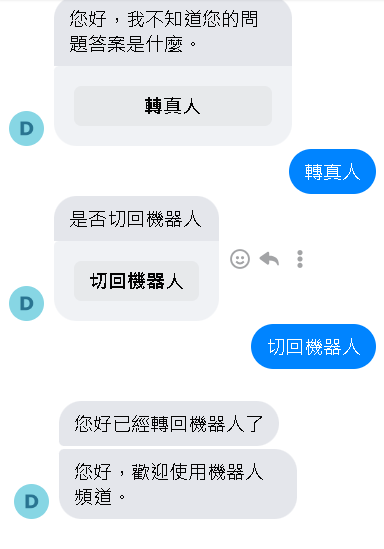 您好，我不知道您的問
題答案是什麼。
轉真人
D
轉真人
是否切回機器人
切回機器人
D
切回機器人
您好已經轉回機器人了
您好，歡迎使用機器人
頻道。
D